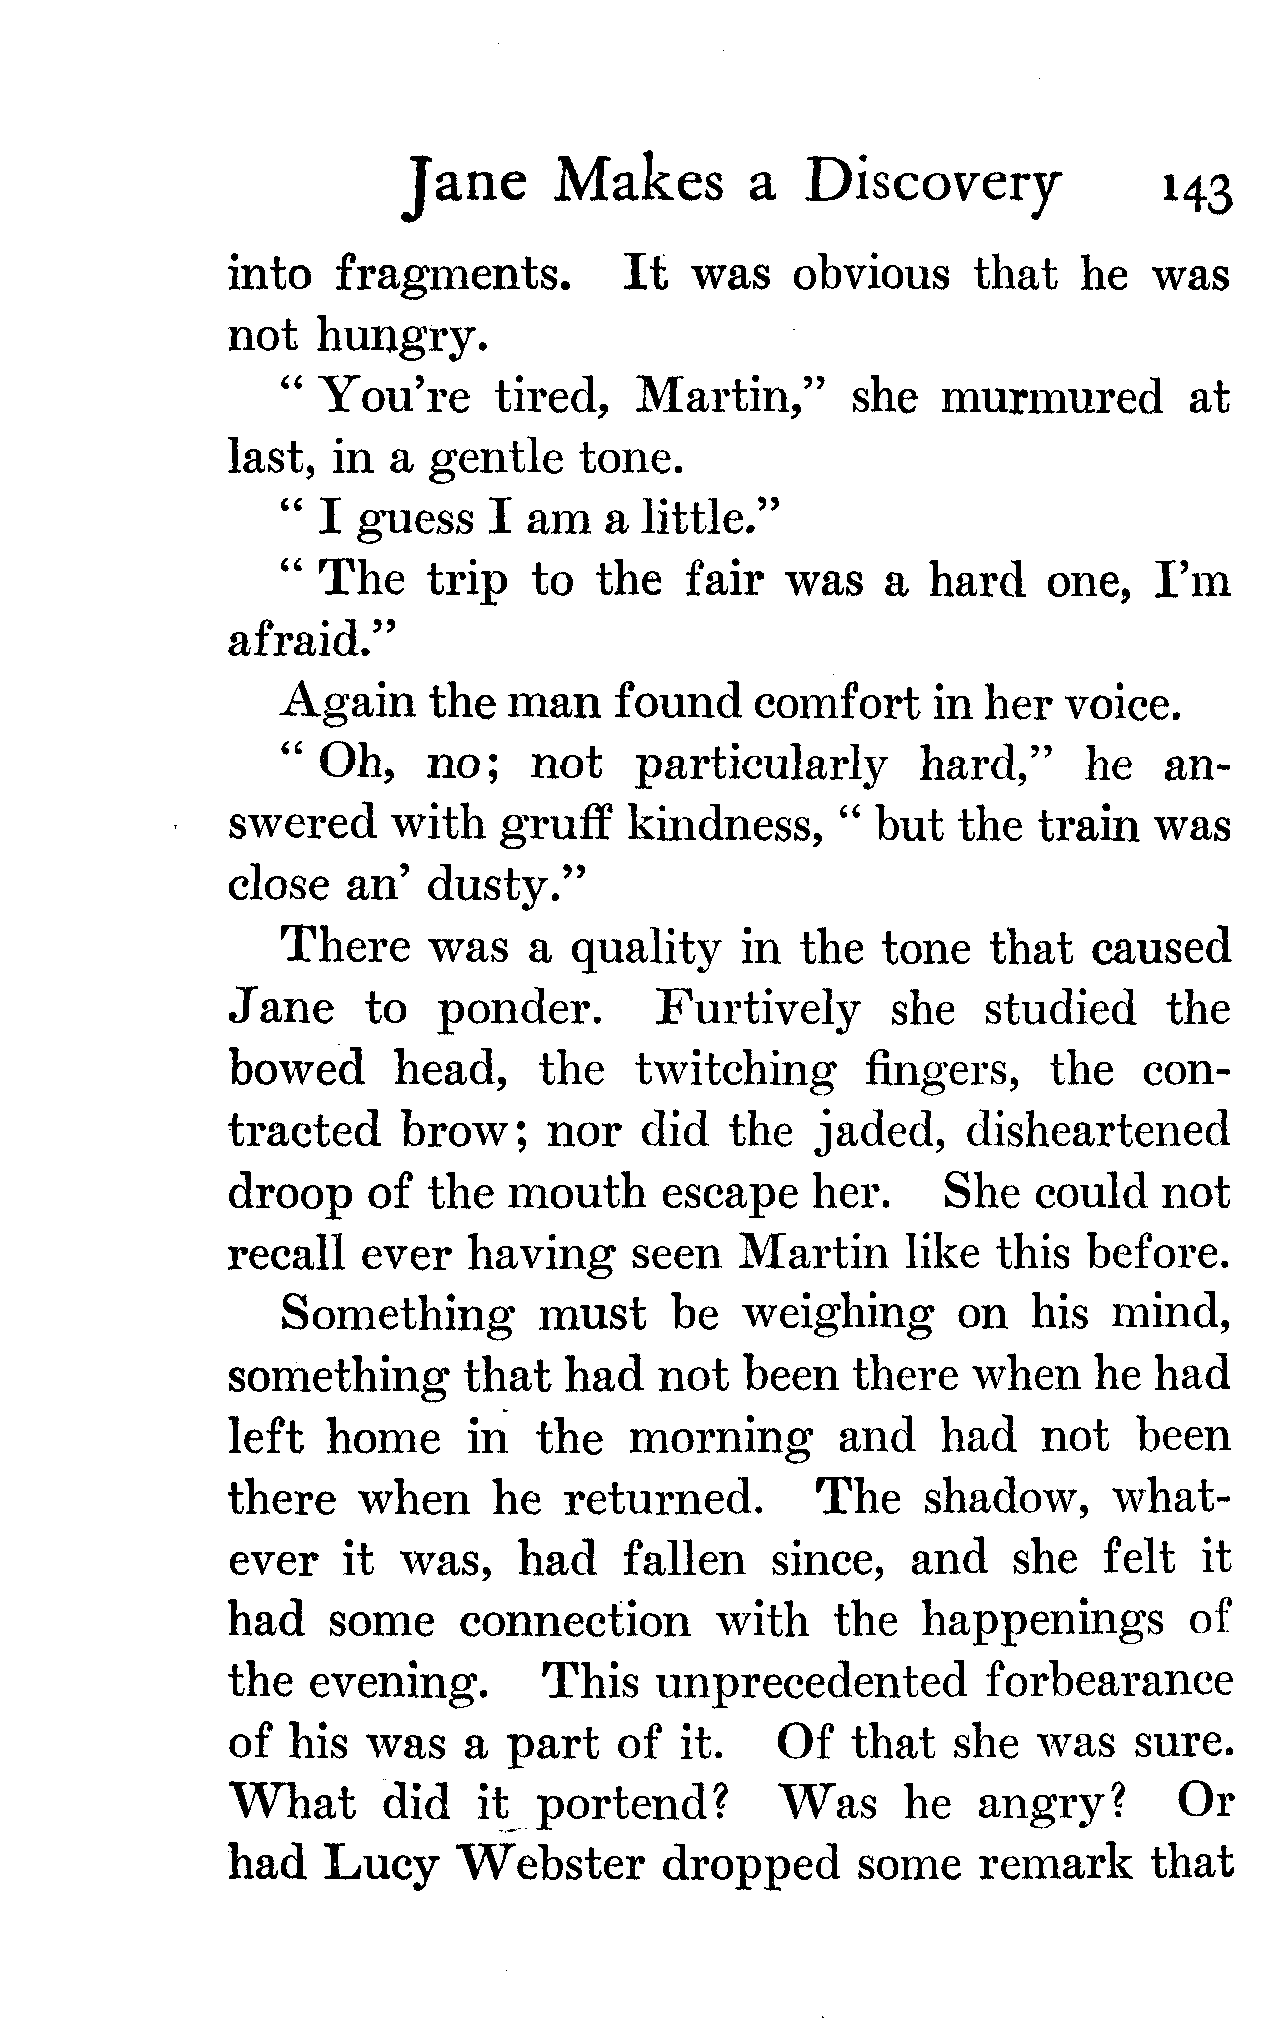 Jane Makes a Discovery 143
into fragments. It was obvious that he was
not hungry.
" You're tired, Martin," she murmured at
last, in a gentle tone.
" I guess I am a little."
" The trip to the fair was a hard one, I'm
afraid."
Again the man found comfort in her voice.
" Oh, no; not particularly hard," he an-
swered with gruff kindness, " but the train was
close an' dusty."
There was a quality in the tone that caused
Jane to ponder. Furtively she studied the
bowed head, the twitching fingers, the con-
tracted brow; nor did the jaded, disheartened
droop of the mouth escape her. She could not
recall ever having seen Martin like this before.
Something must be weighing on his mind,
something that had not been there when he had
left home in the morning and had not been
there when he returned. The shadow, what-
ever it was, had fallen since, and she felt it
had some connection with the happenings of
the evening. This unprecedented forbearance
of his was a part of it. Of that she was sure.
What did it portend? Was he angry? Or
had Lucy Webster dropped some remark that